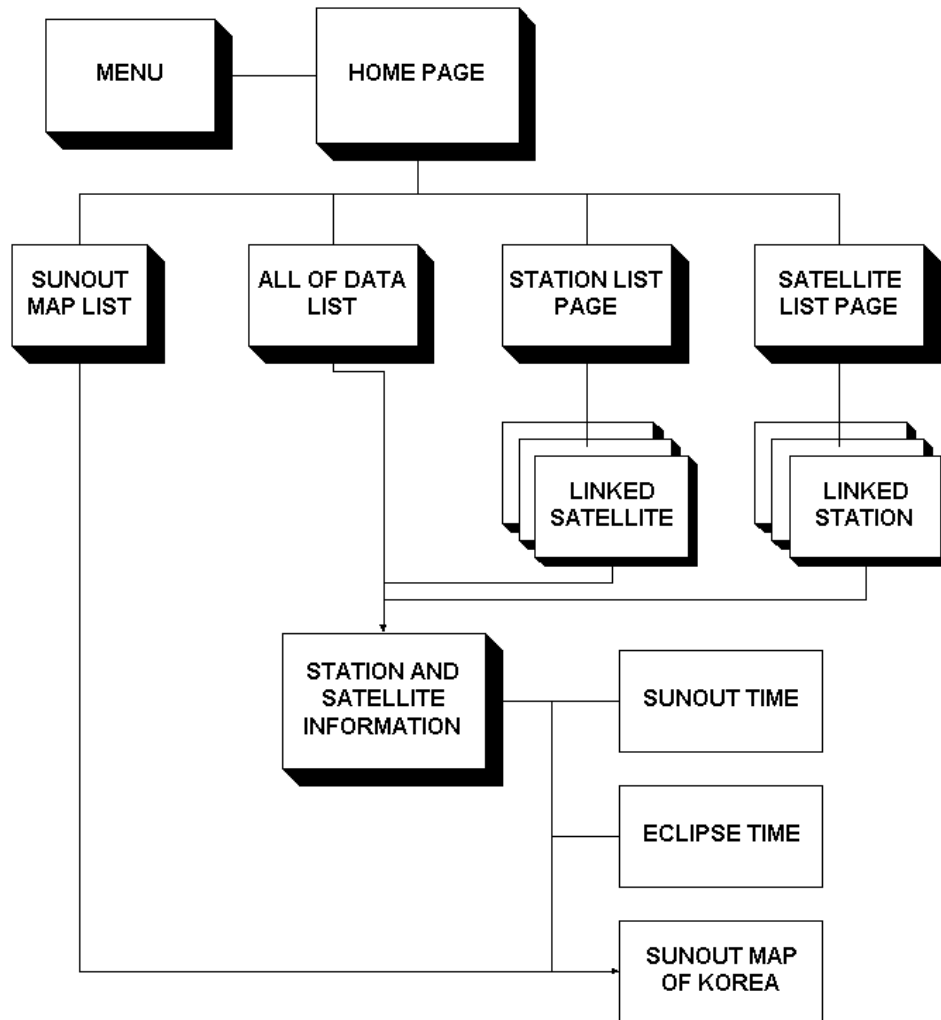 MENU
HOME PAGE
SUNOUT
MAP LIST
ALL OF DATA
LIST
STATION LIST
PAGE
SATELLITE
LIST PAGE
LINKED
SATELLITE
LINKED
STATION
STATION AND
SATELLITE
INFORMATION
SUNOUT TIME
ECLIPSE TIME
SUNOUT MAP
OF KOREA